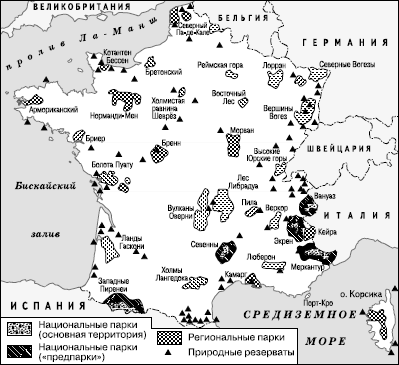 ВЕЛИКОБРИТАНИЯ
БЕЛЬГИЯ
пролив Ла-Манш
Северный
Па-де-Кале
ГЕРМАНИЯ
Котантен
Бессен
Бретонский
Реймская гора
Лоррэн
Северные Вогезы
Армориканский
Нормандия-Мен
Холмистая
равнина
Шеврёз
Восточный
Лес
Вершины
Вогез
Бриер
Бренн
Морван
Высокие
Юрские горы
ШВЕЙЦАРИЯ
Болота Пуату
Лес
Либрадуа
Бискайский
залив
Вулканы
Оверни
Пила
Веркор
Вануаз
ИТАЛИЯ
Экрен
Кейра
Ланды
Гаскони
Севенны
Люберон
Меркантур
Западные
Пиренеи
Холмы
Лангедока
Камарг
Порт-Кро
о. Корсика
ИСПАНИЯ
СРЕДИЗЕМНОЕ
МОРЕ
Национальные парки
(основная территория)
Национальные парки
(«предпарки»)
Региональные парки
Природные резерваты